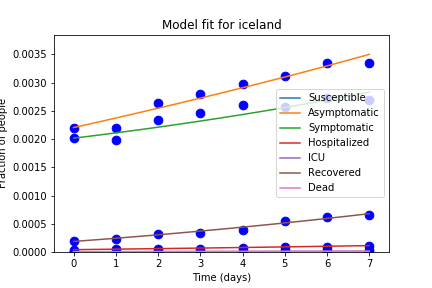 Model fit for iceland
Fraction of people
0.0035
0.0030
0.0025
0.0020
0.0015
0.0010
0.0005
0.0000
Susceptible
Asymptomatic
Symptomatic
Hospitalized
ICU
Recovered
Dead
0 1 2 3 4 5 6 7
Time (days)